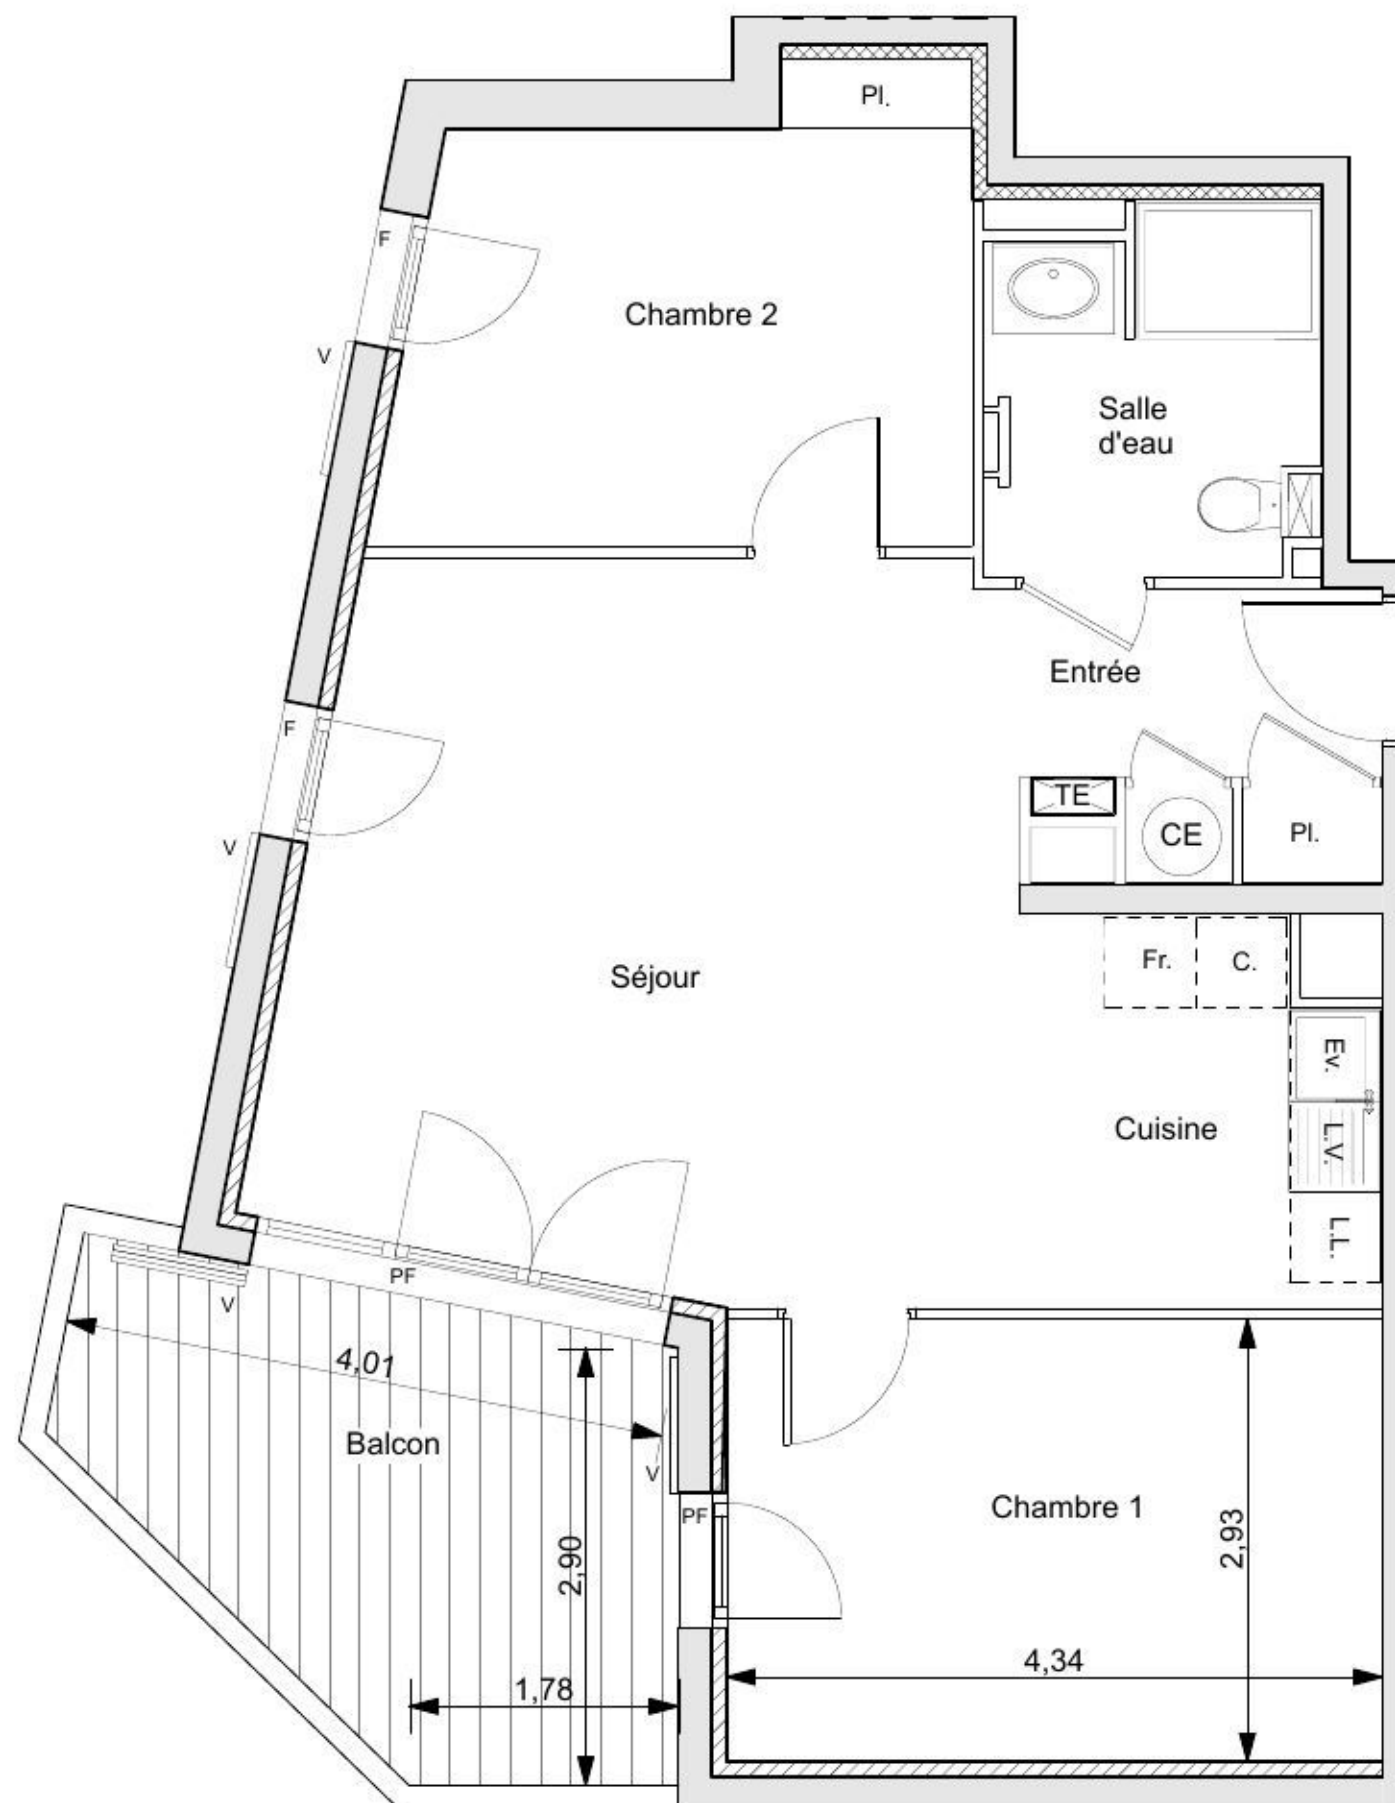 Pl.
F
Chambre 2
V
Salle
d'eau
Entrée
F
TE
CE
Pl.
V
Séjour
Fr.
C.
Ev.
Cuisine
L.V.
L.L.
PF
V
4,01
Balcon
V
PF
Chambre 1
2,93
2,90
4,34
1,78